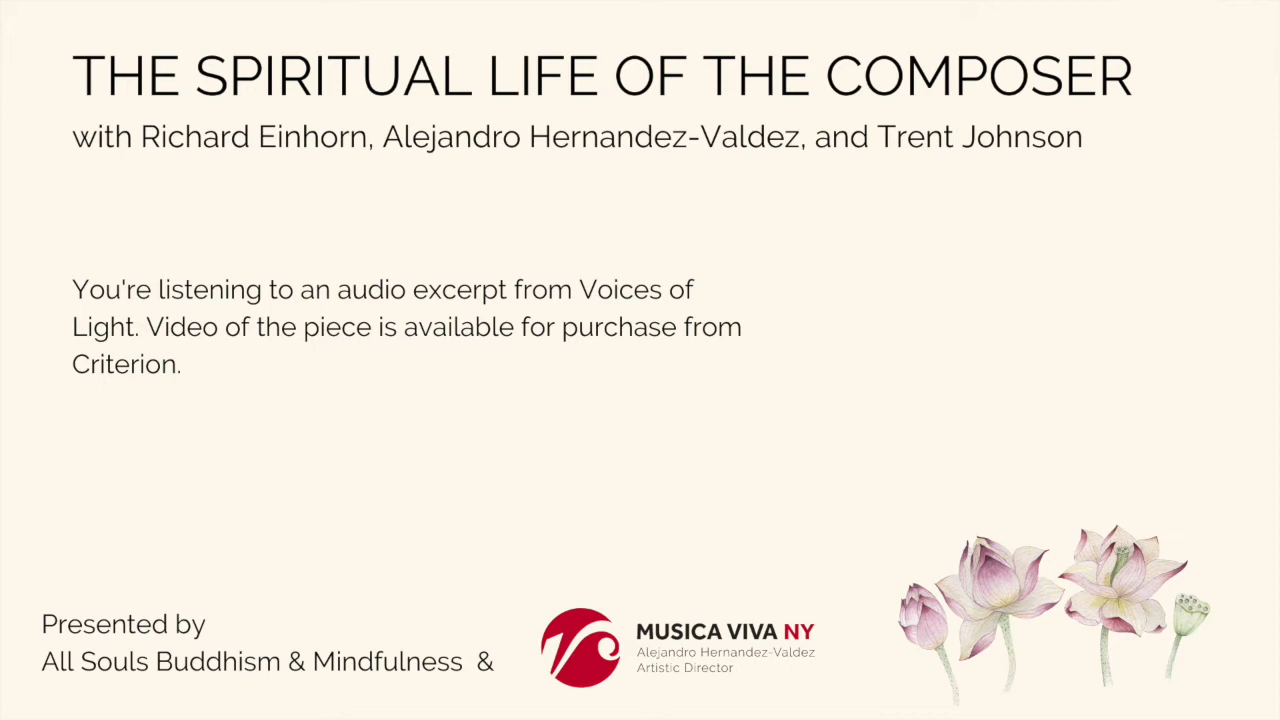 THE SPIRITUAL LIFE OF THE COMPOSER
with Richard Einhorn, Alejandro Hernandez-Valdez, and Trent Johnson
You're listening to an audio excerpt from Voices of
Light. Video of the piece is available for purchase from
Criterion.
Presented by
All Souls Buddhism & Mindfulness &
MUSICA VIVA NY
Alejandro Hernandez-Valdez
Artistic Director